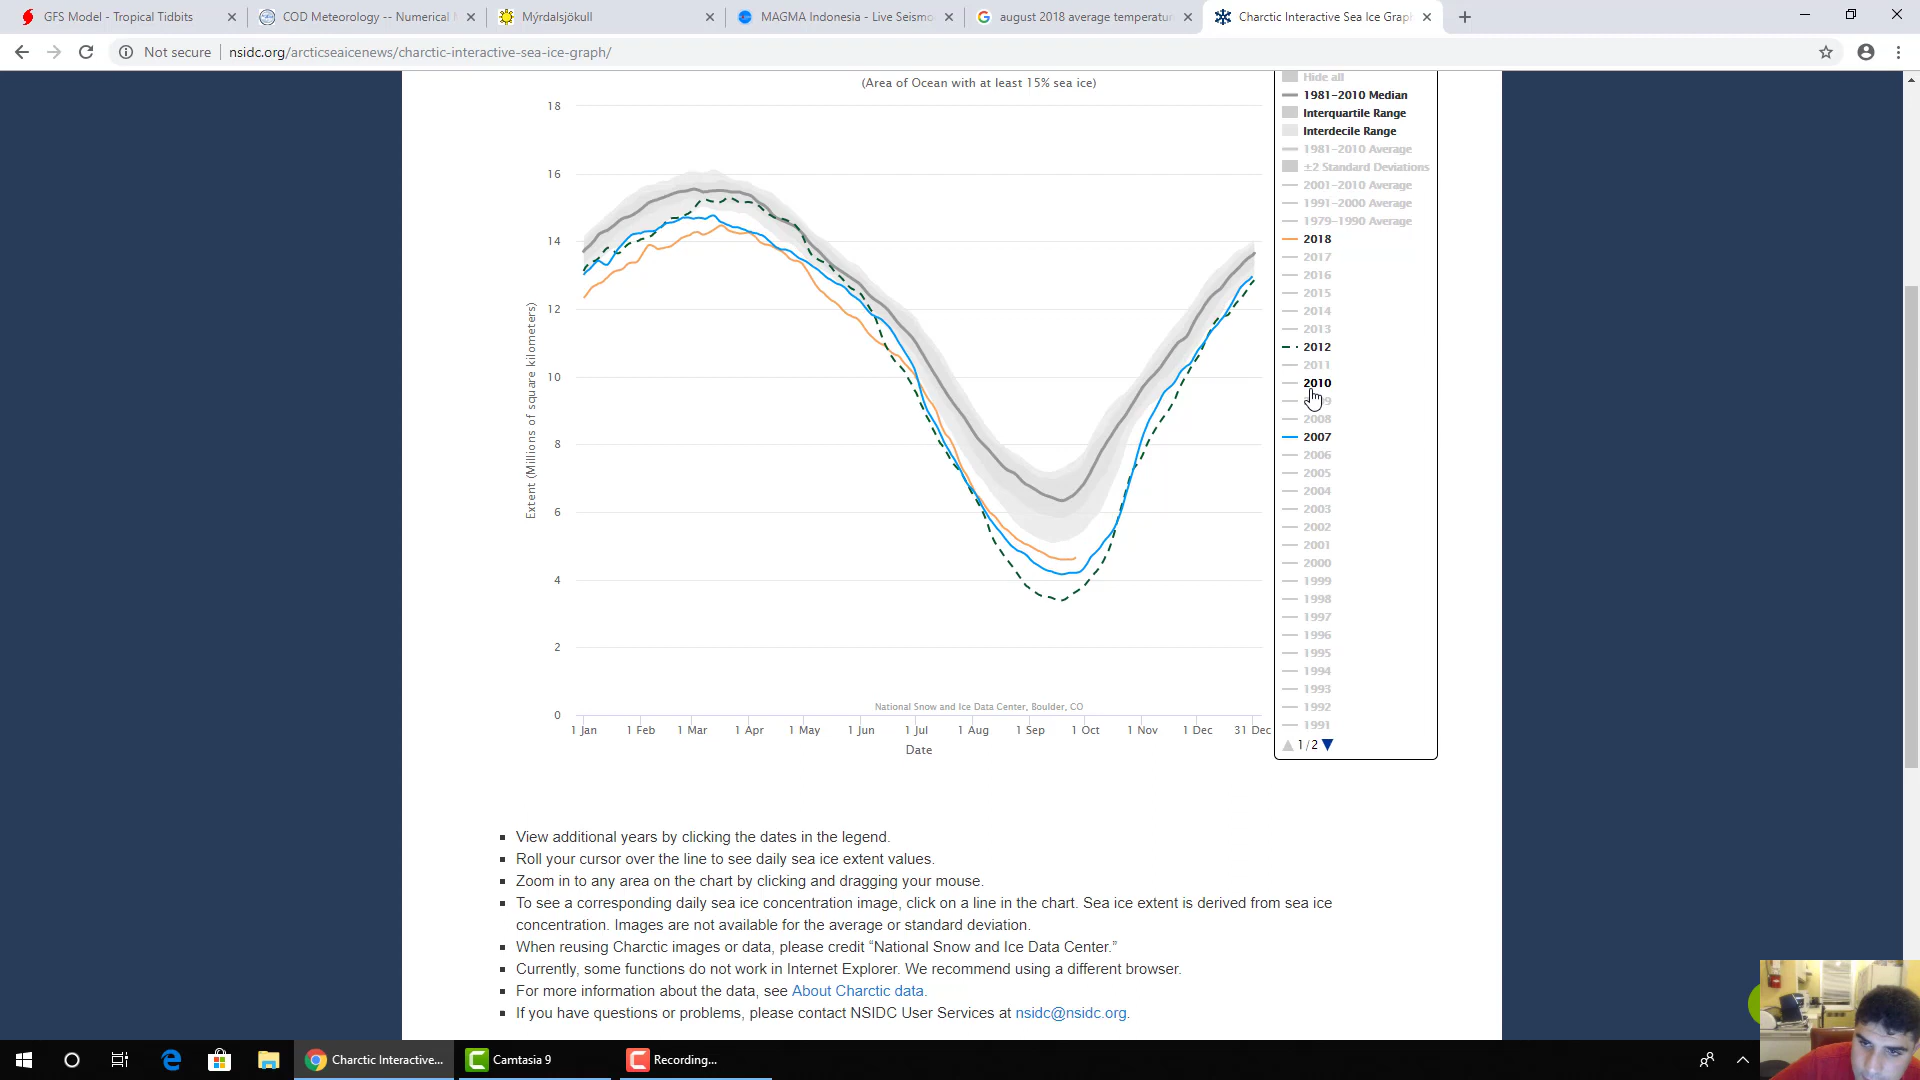 GFS Model - Tropical Tidbits
COD Meteorology -- Numerical
Mýrdalsjökull
MAGMA Indonesia - Live Seismo
august 2018 average temperatur
Charctic Interactive Sea Ice Grap
Not secure
nsidc.org/arcticseaicenews/charctic-interactive-sea-ice-graph/
(Area of Ocean with at least 15% sea ice)
18
16
14
12
10
8
6
4
2
0
Extent (Millions of square kilometers)
National Snow and Ice Data Center, Boulder, CO
1 Jan
1 Feb
1 Mar
1 Apr
1 May
1 Jun
1 Jul
1 Aug
1 Sep
1 Oct
1 Nov
1 Dec
31 Dec
Date
Hide all
1981-2010 Median
Interquartile Range
Interdecile Range
1981-2010 Average
±2 Standard Deviations
2001-2010 Average
1991-2000 Average
1979-1990 Average
2018
2017
2016
2015
2014
2013
2012
2011
2010
2008
2007
2006
2005
2004
2003
2002
2001
2000
1999
1998
1997
1996
1995
1994
1993
1992
1991
1/2
View additional years by clicking the dates in the legend.
Roll your cursor over the line to see daily sea ice extent values.
Zoom in to any area on the chart by clicking and dragging your mouse.
To see a corresponding daily sea ice concentration image, click on a line in the chart. Sea ice extent is derived from sea ice
concentration. Images are not available for the average or standard deviation.
When reusing Charctic images or data, please credit “National Snow and Ice Data Center.”
Currently, some functions do not work in Internet Explorer. We recommend using a different browser.
For more information about the data, see About Charctic data.
If you have questions or problems, please contact NSIDC User Services at nsidc@nsidc.org.
Charctic Interactive...
Camtasia 9
Recording...